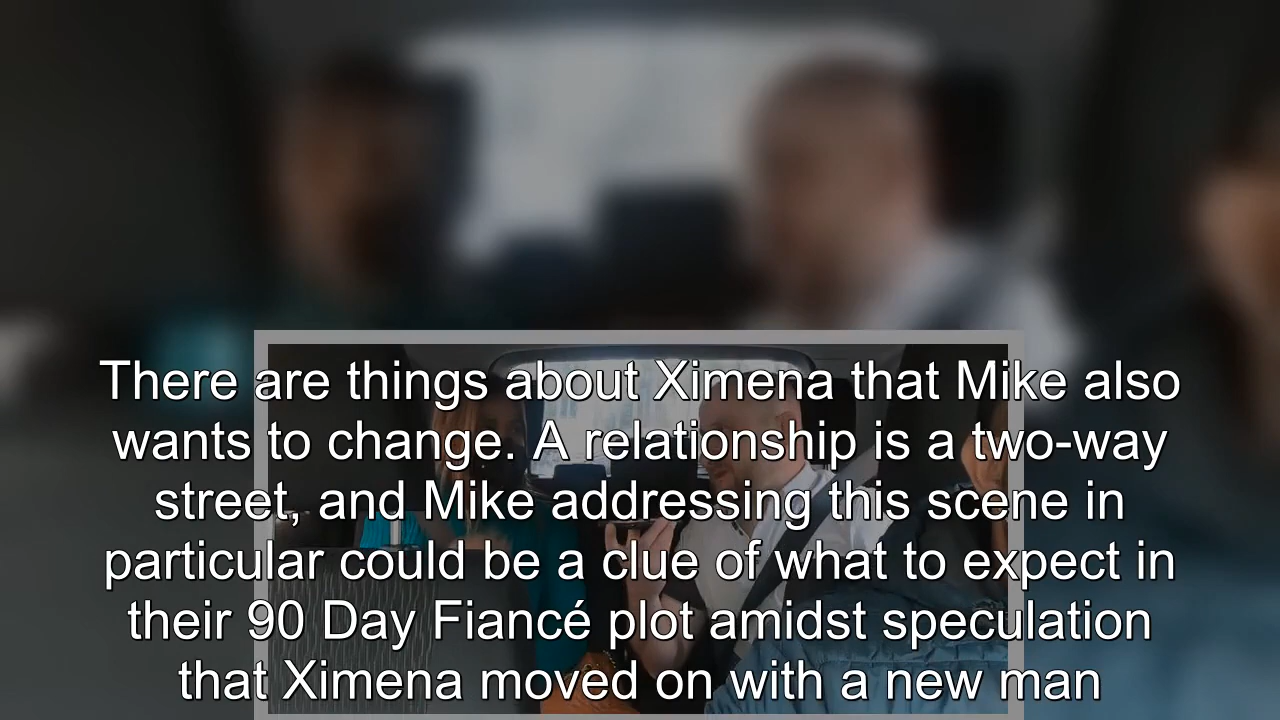 There are things about Ximena that Mike also
wants to change. A relationship is a two-way
street, and Mike addressing this scene in
particular could be a clue of what to expect in
their 90 Day Fiancé plot amidst speculation
that Ximena moved on with a new man